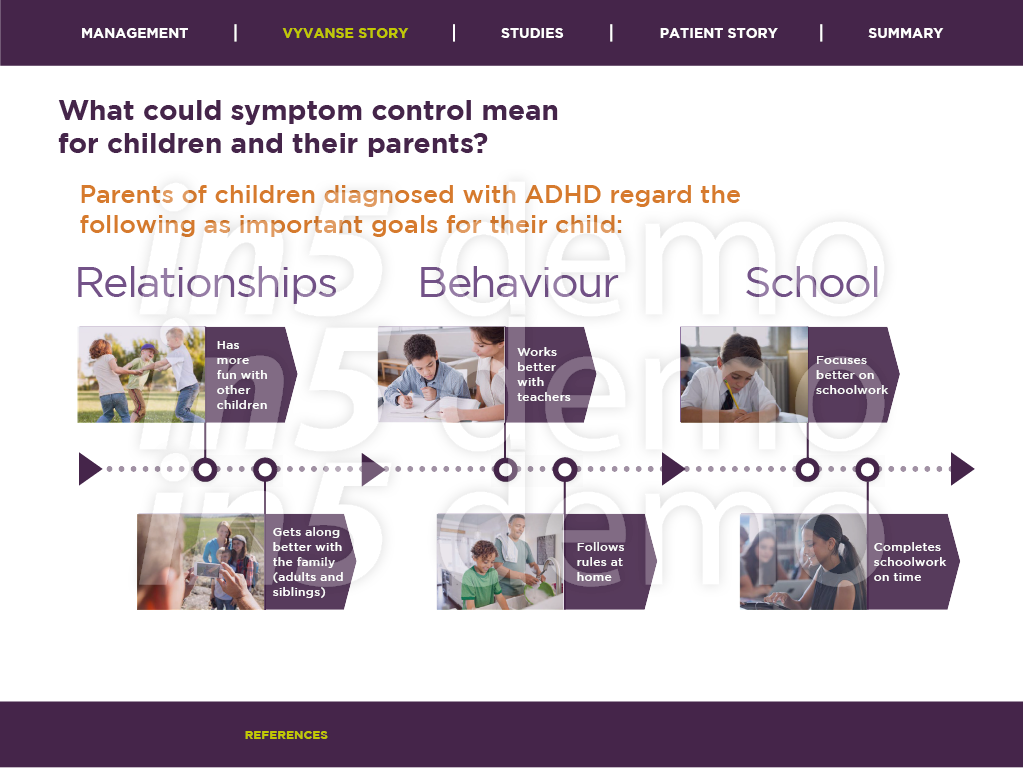 MANAGEMENT | VYVANSE STORY | STUDIES | PATIENT STORY | SUMMARY
What could symptom control mean
for children and their parents?
Parents of children diagnosed with ADHD regard the
following as important goals for their child:
Relationships
Behaviour
School
Has
more
fun with
other
children
Works
better
with
teachers
Focuses
better on
schoolwork
Gets along
better with
the family
(adults and
siblings)
Follows
rules at
home
Completes
schoolwork
on time
in5 demo
in5 demo
in5 demo
REFERENCES